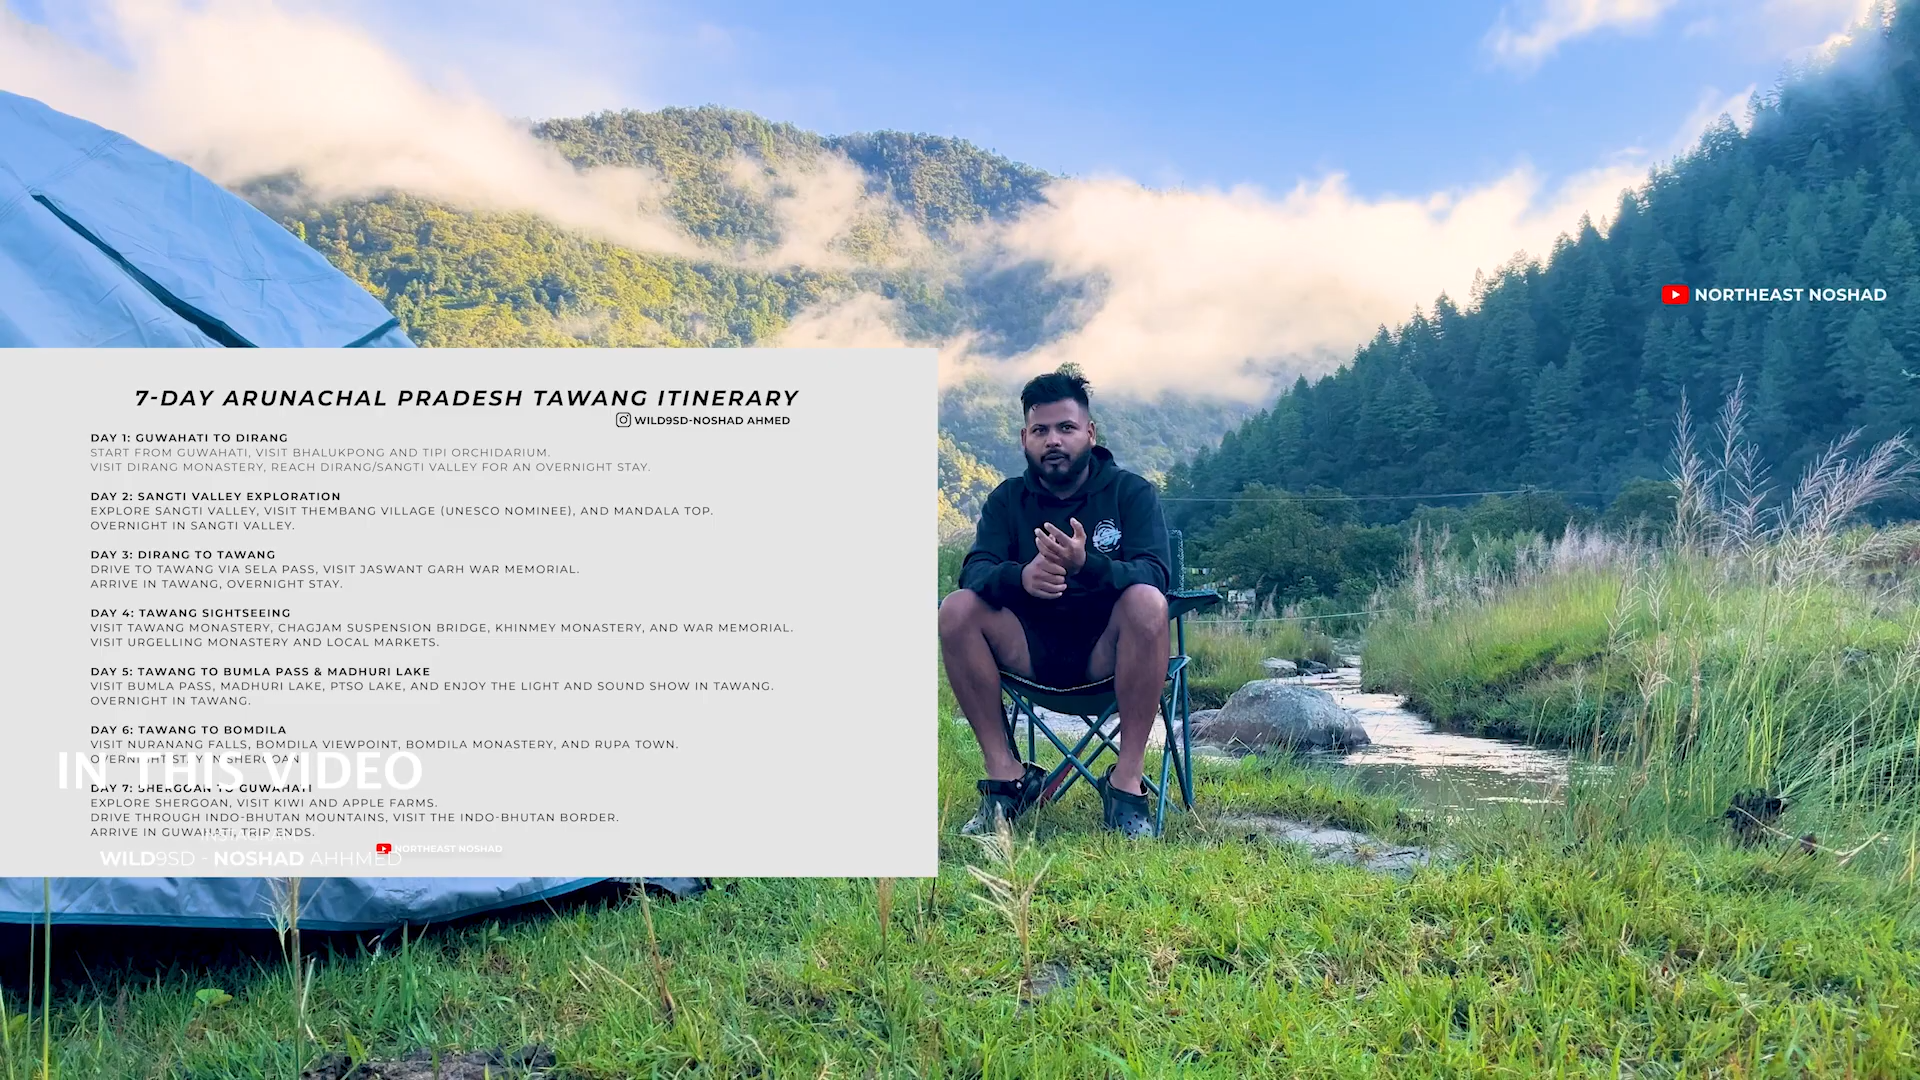 NORTHEAST NOSHAD
7-DAY ARUNACHAL PRADESH TAWANG ITINERARY
WILD9SD-NOSHAD AHMED
DAY 1: GUWAHATI TO DIRANG
START FROM GUWAHATI, VISIT BHALUKPONG AND TIPI ORCHIDARIUM.
VISIT DIRANG MONASTERY, REACH DIRANG/SANGTI VALLEY FOR AN OVERNIGHT STAY.
DAY 2: SANGTI VALLEY EXPLORATION
EXPLORE SANGTI VALLEY, VISIT THEMBANG VILLAGE (UNESCO NOMINEE), AND MANDALA TOP.
OVERNIGHT IN SANGTI VALLEY.
DAY 3: DIRANG TO TAWANG
DRIVE TO TAWANG VIA SELA PASS, VISIT JASWANT GARH WAR MEMORIAL.
ARRIVE IN TAWANG, OVERNIGHT STAY.
DAY 4: TAWANG SIGHTSEEING
VISIT TAWANG MONASTERY, CHAGJAM SUSPENSION BRIDGE, KHINMEY MONASTERY, AND WAR MEMORIAL.
VISIT URGELLING MONASTERY AND LOCAL MARKETS.
DAY 5: TAWANG TO BUMLA PASS & MADHURI LAKE
VISIT BUMLA PASS, MADHURI LAKE, PTSO LAKE, AND ENJOY THE LIGHT AND SOUND SHOW IN TAWANG.
OVERNIGHT IN TAWANG.
DAY 6: TAWANG TO BOMDILA
VISIT NURANANG FALLS, BOMDILA VIEWPOINT, BOMDILA MONASTERY, AND RUPA TOWN.
OVERNIGHT STAY IN SHERGOAN
IN THIS VIDEO
DAY 7: SHERGOAN TO GUWAHATI
EXPLORE SHERGOAN, VISIT KIWI AND APPLE FARMS.
DRIVE THROUGH INDO-BHUTAN MOUNTAINS, VISIT THE INDO-BHUTAN BORDER.
ARRIVE IN GUWAHATI, TRIP ENDS.
NORTHEAST NOSHAD
WILD9SD - NOSHAD AHHMED